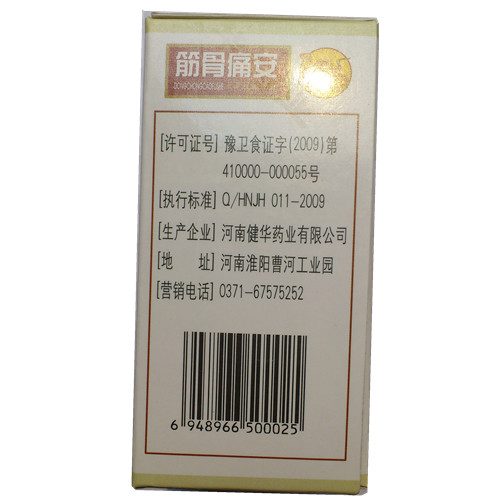 筋骨痛安
[许可证号] 豫卫食证字(2009)第
410000-000055号
[执行标准] Q/HNJH 011-2009
[生产企业] 河南健华药业有限公司
[地 址] 河南淮阳曹河工业园
[营销电话] 0371-67575252
6 948966 500025